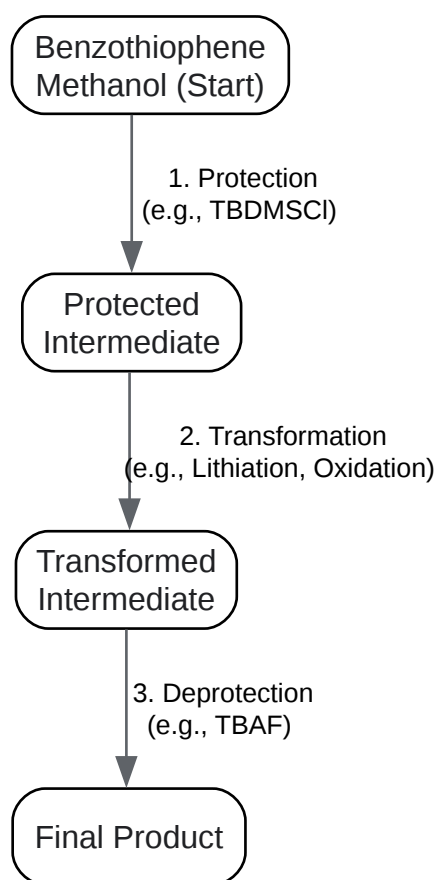 Benzothiophene
Methanol (Start)
1. Protection
(e.g., TBDMSCl)
Protected
Intermediate
2. Transformation
(e.g., Lithiation, Oxidation)
Transformed
Intermediate
3. Deprotection
(e.g., TBAF)
Final Product